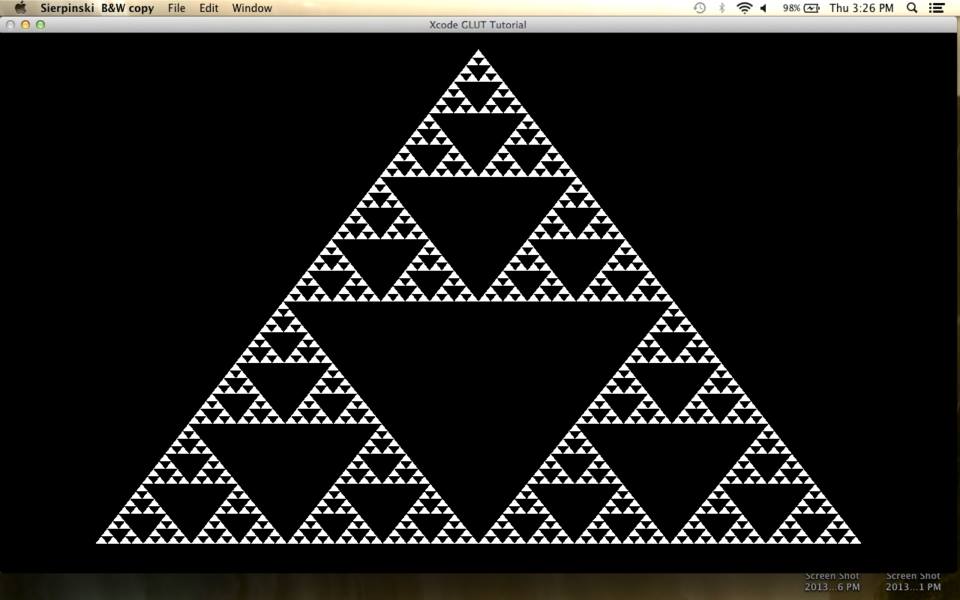 Sierpinski B&W copy File Edit Window 98% Thu 3:26 PM
Xcode GLUT Tutorial
Screen Shot Screen Shot
2013...6 PM 2013...1 PM